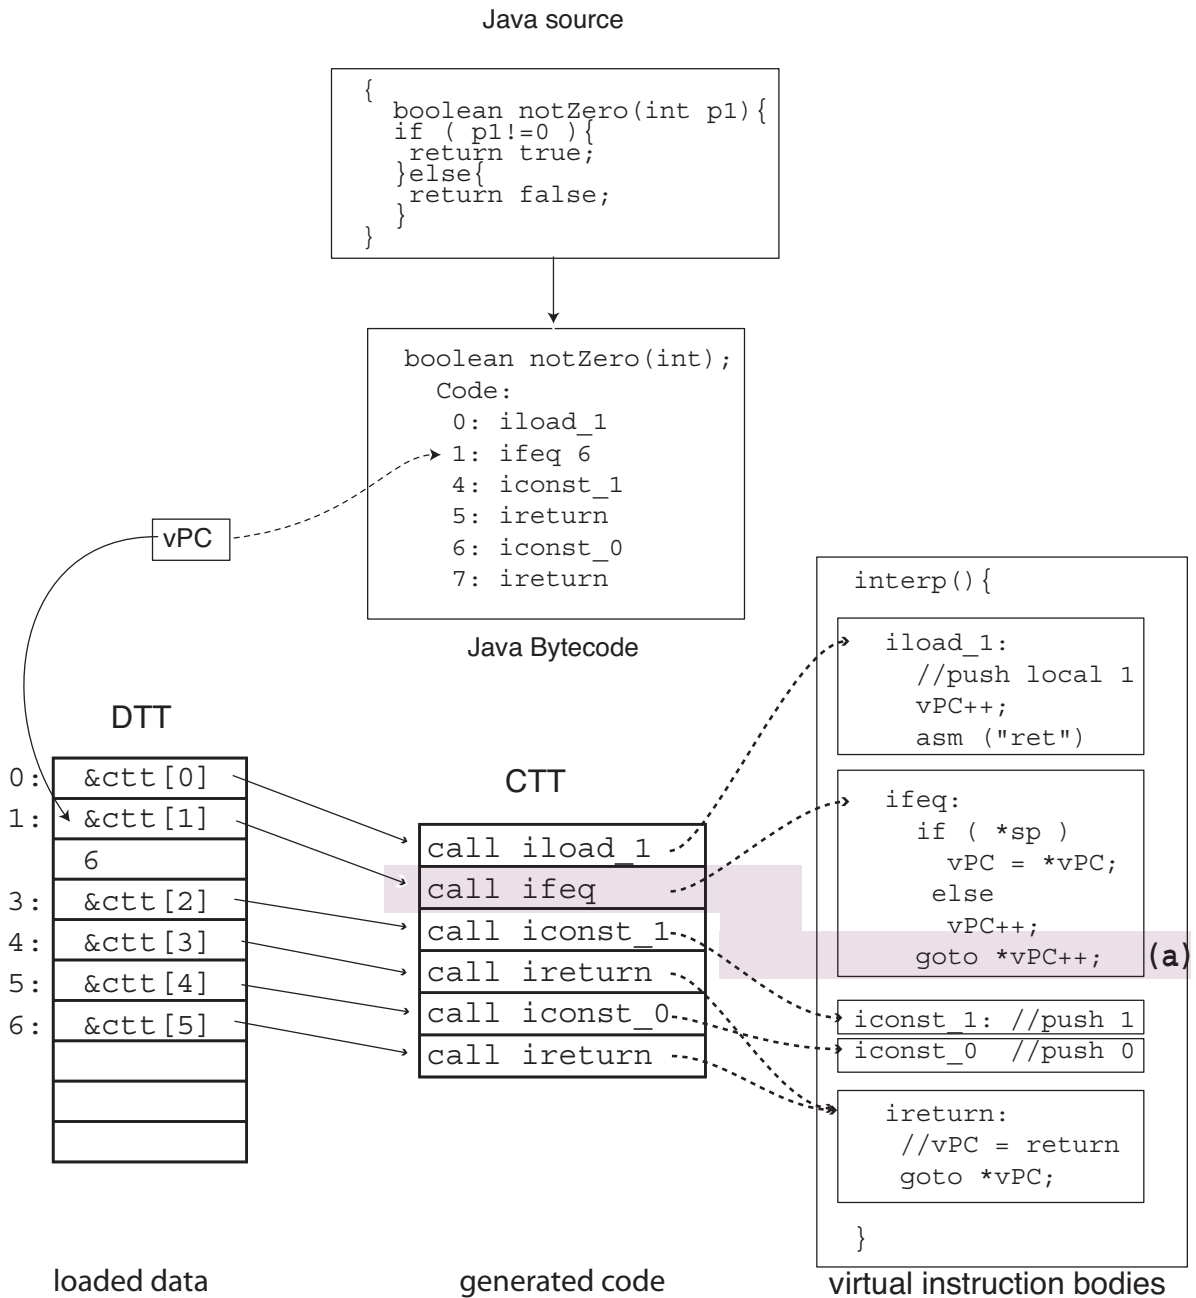 Java source
{
boolean notZero(int p1){
if ( p1!=0 ){
return true;
}else{
return false;
}
}
boolean notZero(int);
Code:
0: iload_1
1: ifeq 6
4: iconst_1
5: ireturn
6: iconst_0
7: ireturn
Java Bytecode
vPC
DTT
0: &ctt[0]
1: &ctt[1]
6
3: &ctt[2]
4: &ctt[3]
5: &ctt[4]
6: &ctt[5]
loaded data
CTT
call iload_1
call ifeq
call iconst_1
call ireturn
call iconst_0
call ireturn
generated code
interp(){
iload_1:
//push local 1
vPC++;
asm ("ret")
ifeq:
if ( *sp )
vPC = *vPC;
else
vPC++;
goto *vPC++; (a)
iconst_1: //push 1
iconst_0 //push 0
ireturn:
//vPC = return
goto *vPC;
}
virtual instruction bodies